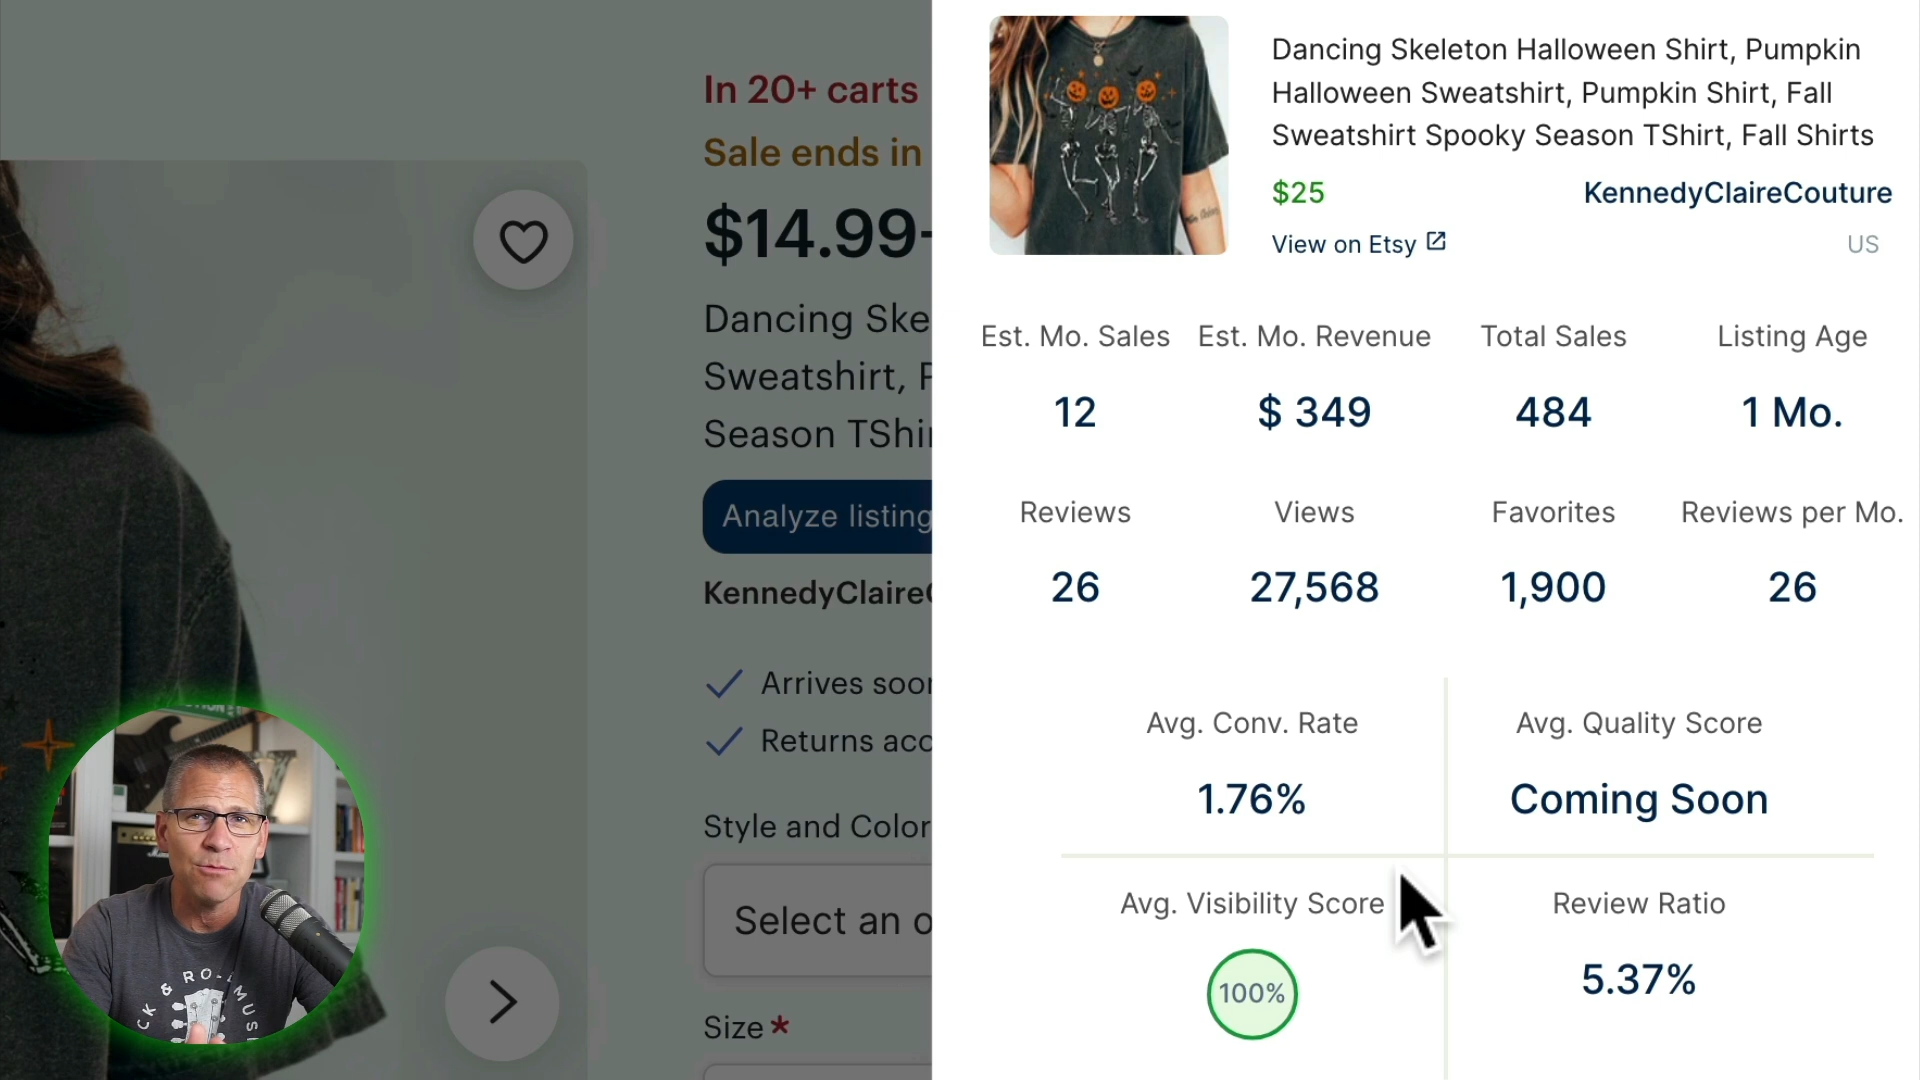 In 20+ carts
Sale ends in
$14.99
Dancing Ske
Sweatshirt,
Season TShi
Analyze listing
KennedyClaire
Arrives soo
Returns acc
Style and Color
Select an o
Size *
CK & RO MUS
Dancing Skeleton Halloween Shirt, Pumpkin
Halloween Sweatshirt, Pumpkin Shirt, Fall
Sweatshirt Spooky Season TShirt, Fall Shirts
$25 KennedyClaireCouture
View on Etsy US
Est. Mo. Sales Est. Mo. Revenue Total Sales Listing Age
12 $ 349 484 1 Mo.
Reviews Views Favorites Reviews per Mo.
26 27,568 1,900 26
Avg. Conv. Rate Avg. Quality Score
1.76% Coming Soon
Avg. Visibility Score Review Ratio
100% 5.37%